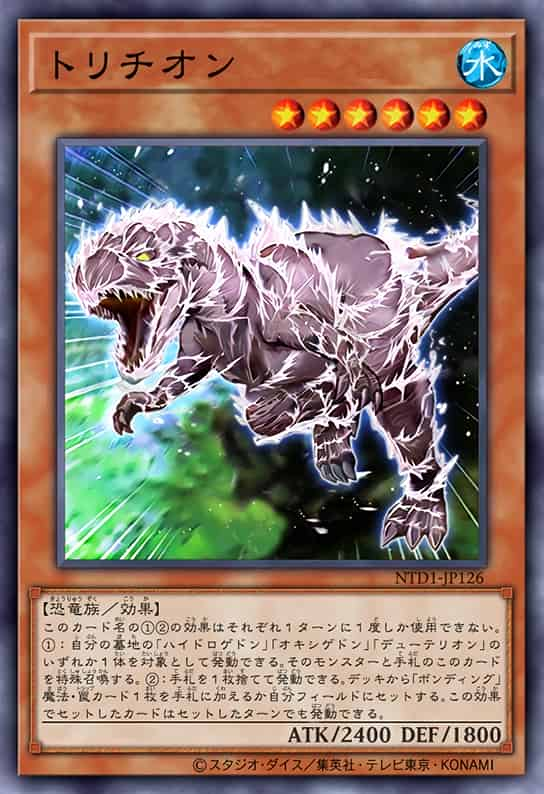 トリチオン
水
NTD1-JP126
【恐竜族／効果】
このカード名の①②の効果はそれぞれ１ターンに１度しか使用できない。
①：自分の墓地の「ハイドロゲドン」「オキシゲドン」「デューテリオン」の
いずれか１体を対象として発動できる。そのモンスターと手札のこのカード
を特殊召喚する。②：手札を１枚捨てて発動できる。デッキから「ボンディング」
魔法・罠カード１枚を手札に加えるか自分フィールドにセットする。この効果
でセットしたカードはセットしたターンでも発動できる。
ATK/2400 DEF/1800
©スタジオ・ダイス/集英社・テレビ東京・KONAMI